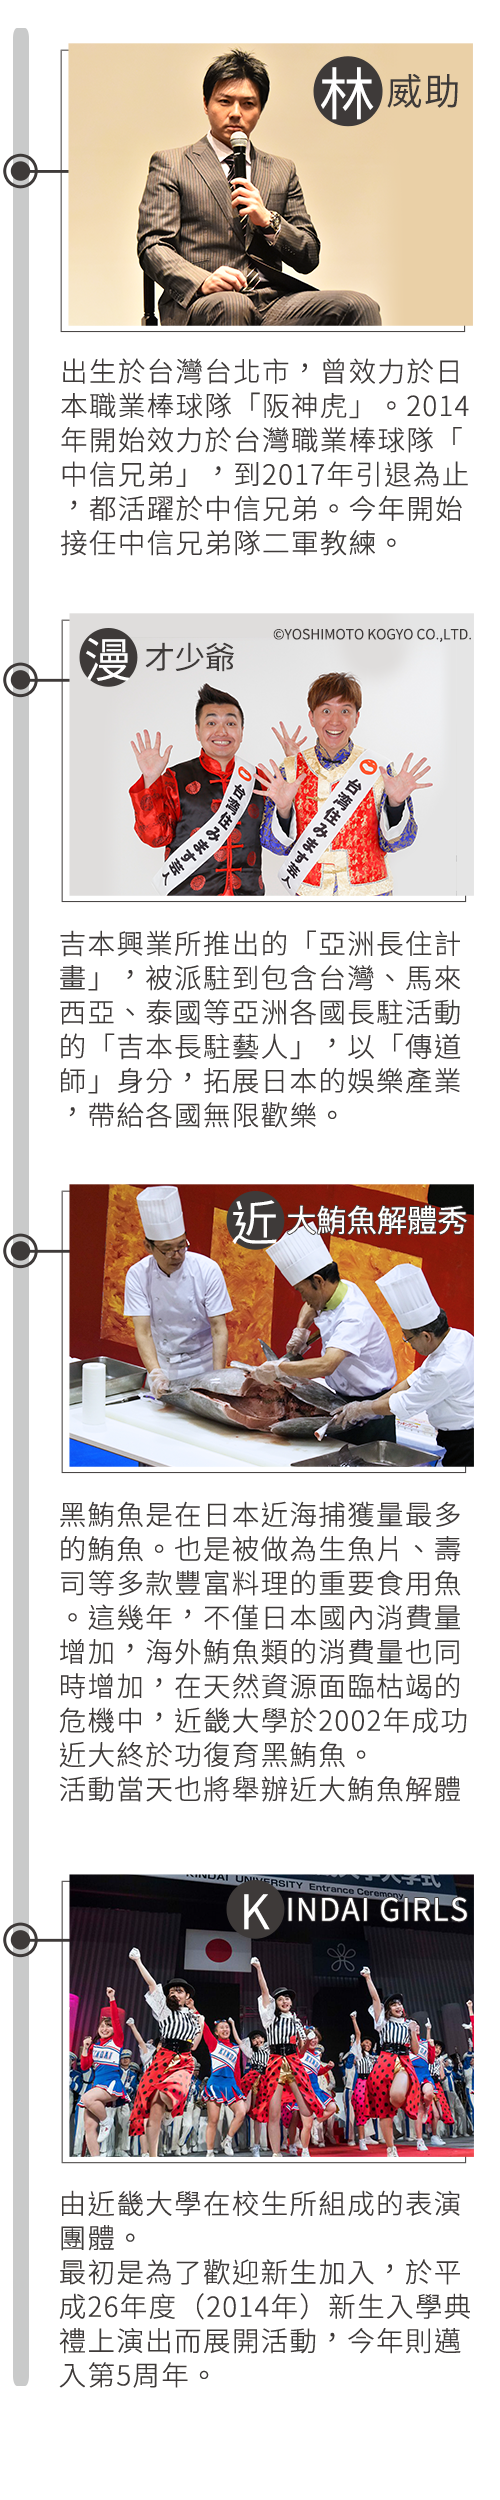 林威助
出生於台灣台北市，曾效力於日
本職業棒球隊「阪神虎」。2014
年開始效力於台灣職業棒球隊「
中信兄弟」，到2017年引退為止
，都活躍於中信兄弟。今年開始
接任中信兄弟隊二軍教練。
©YOSHIMOTO KOGYO CO.,LTD.
漫才少爺
台湾住みます芸人
台湾住みます芸人
吉本興業所推出的「亞洲長住計
畫」，被派駐到包含台灣、馬來
西亞、泰國等亞洲各國長駐活動
的「吉本長駐藝人」，以「傳道
師」身分，拓展日本的娛樂產業
，帶給各國無限歡樂。
近大鮪魚解體秀
黑鮪魚是在日本近海捕獲量最多
的鮪魚。也是被做為生魚片、壽
司等多款豐富料理的重要食用魚
。這幾年，不僅日本國內消費量
增加，海外鮪魚類的消費量也同
時增加，在天然資源面臨枯竭的
危機中，近畿大學於2002年成功
近大終於功復育黑鮪魚。
活動當天也將舉辦近大鮪魚解體
KINDAI UNIVERSITY Entrance Ceremony
KINDAI GIRLS
KINDAI
KINDAI
由近畿大學在校生所組成的表演
團體。
最初是為了歡迎新生加入，於平
成26年度（2014年）新生入學典
禮上演出而展開活動，今年則邁
入第5周年。